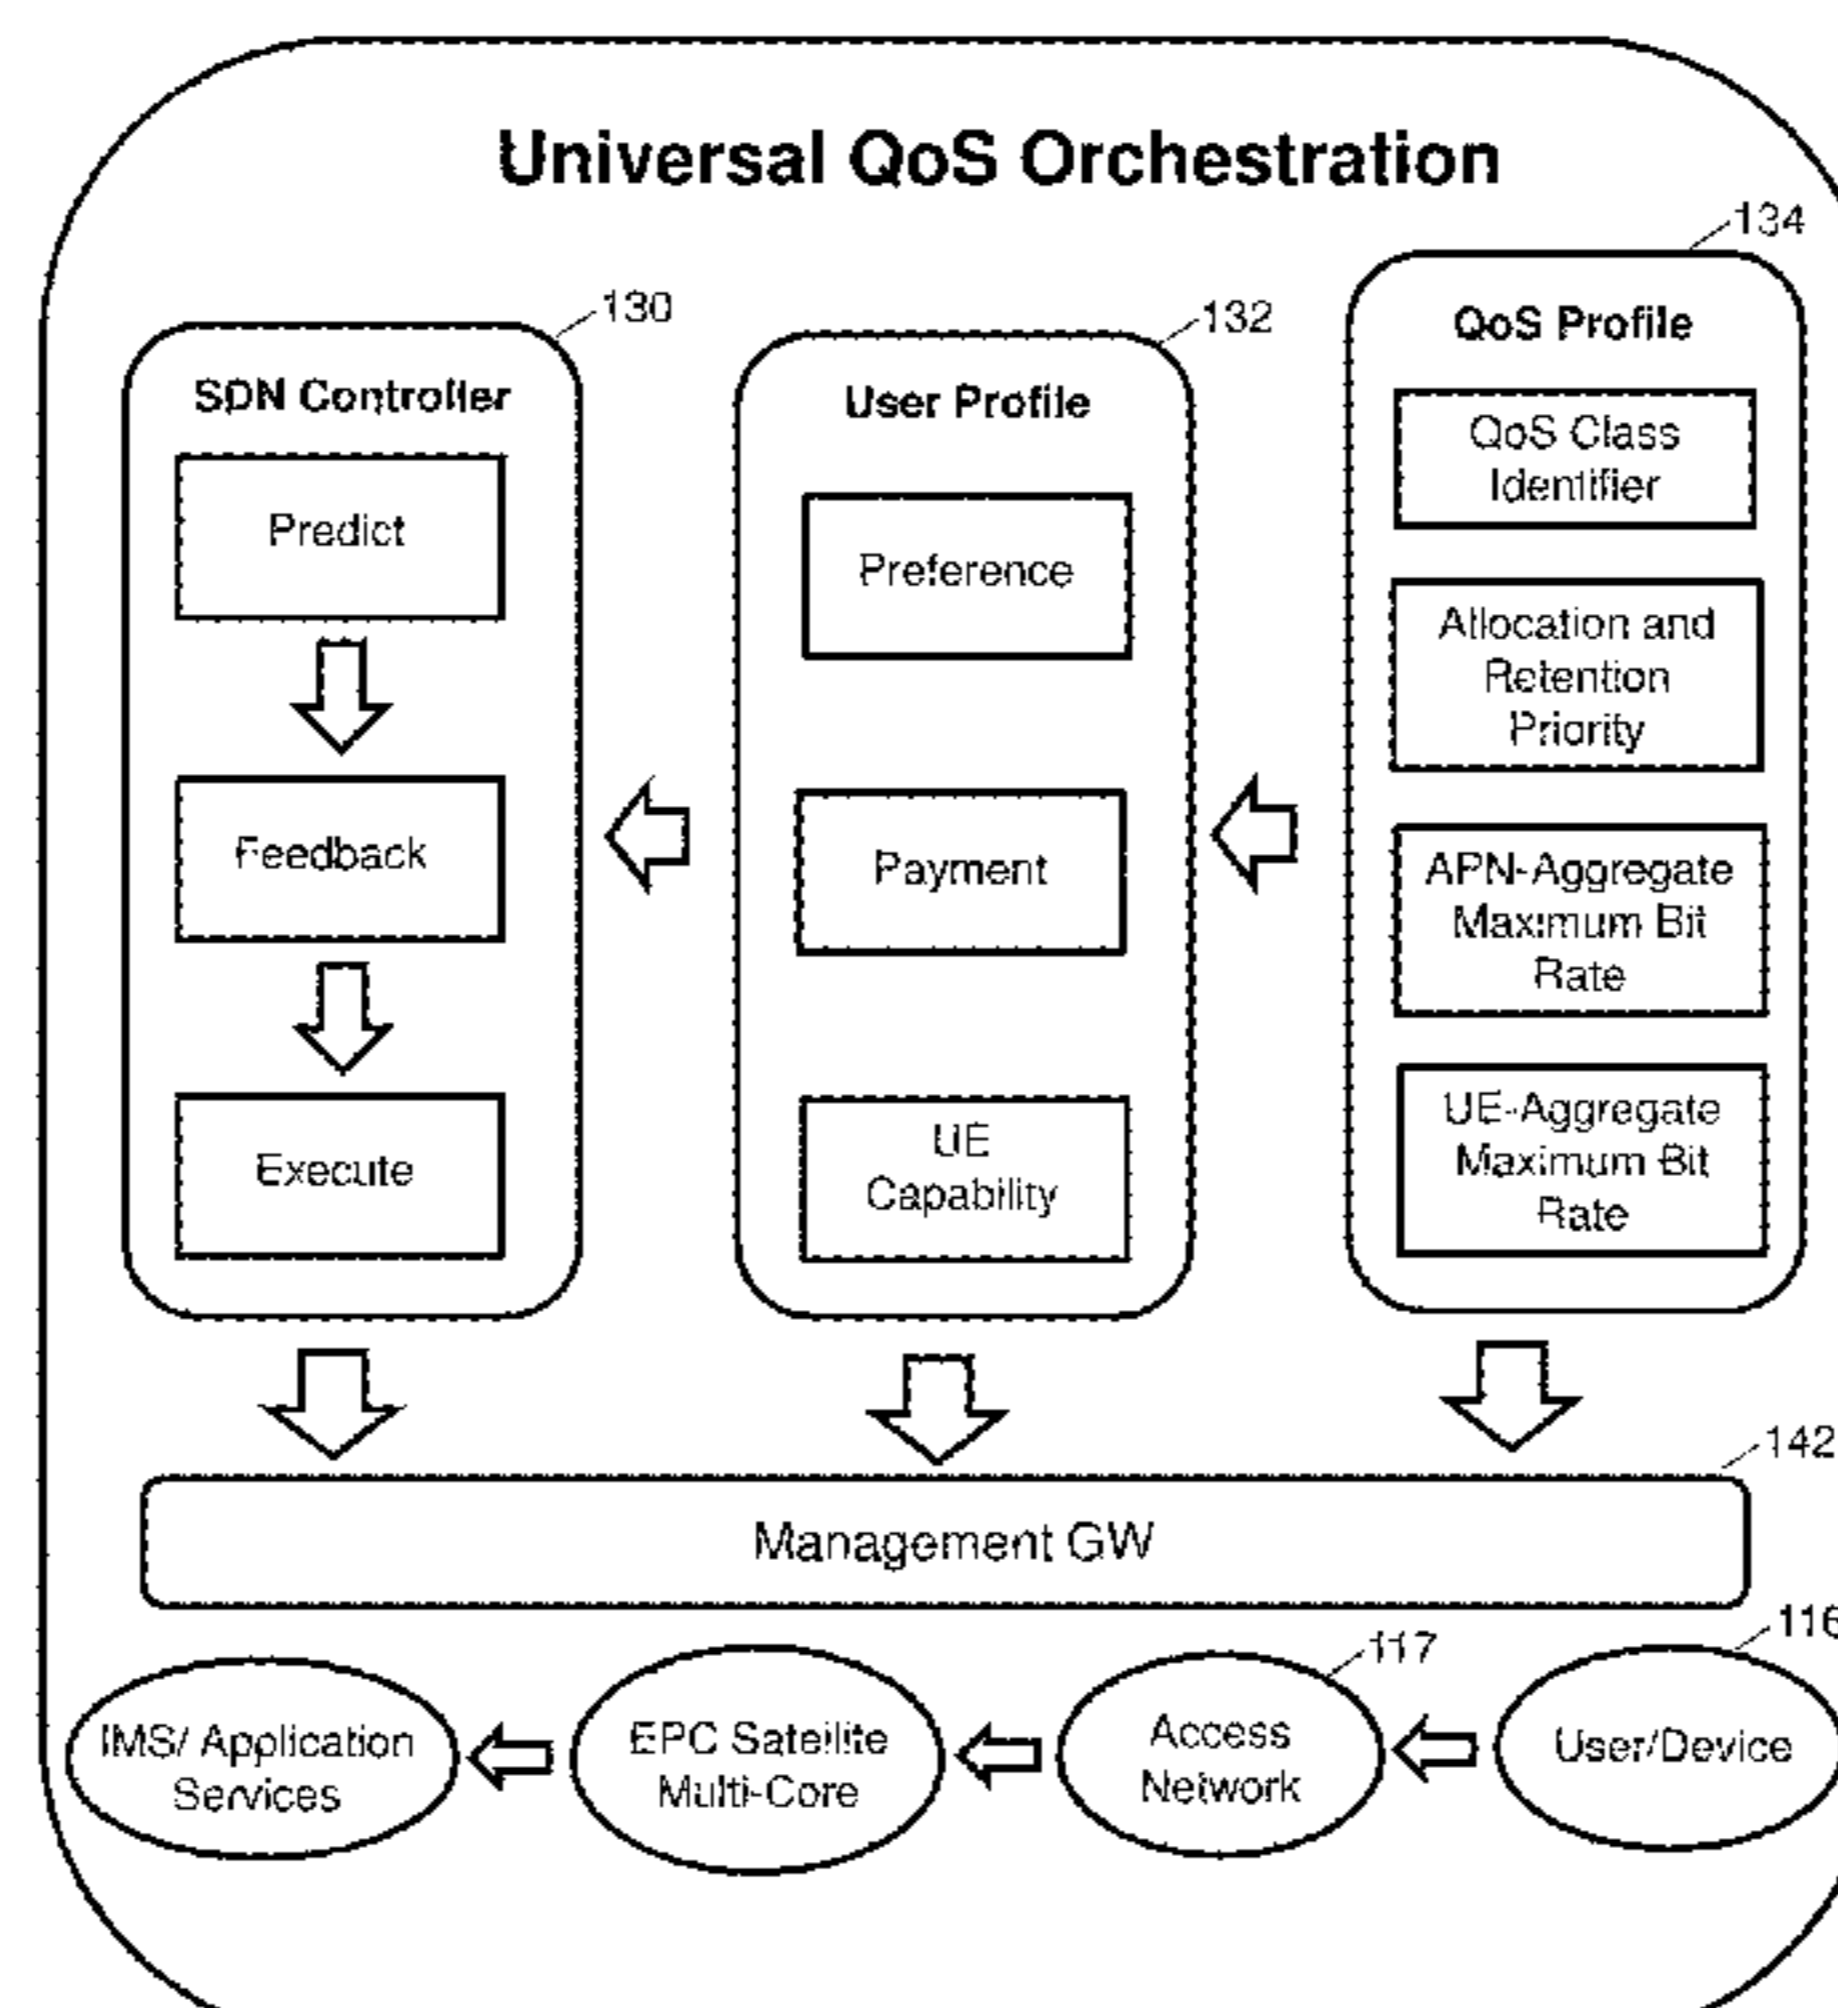 Universal QoS Orchestration
134
130
132
SDN Controller
Predict
Feedback
Execute
User Profile
Preference
Payment
UE
Capability
QoS Profile
QoS Class
Identifier
Allocation and
Retention
Priority
APN-Aggregate
Maximum Bit
Rate
UE-Aggregate
Maximum Bit
Rate
142
Management GW
117
116
IMS/ Application
Services
EPC Satellite
Multi-Core
Access
Network
User/Device